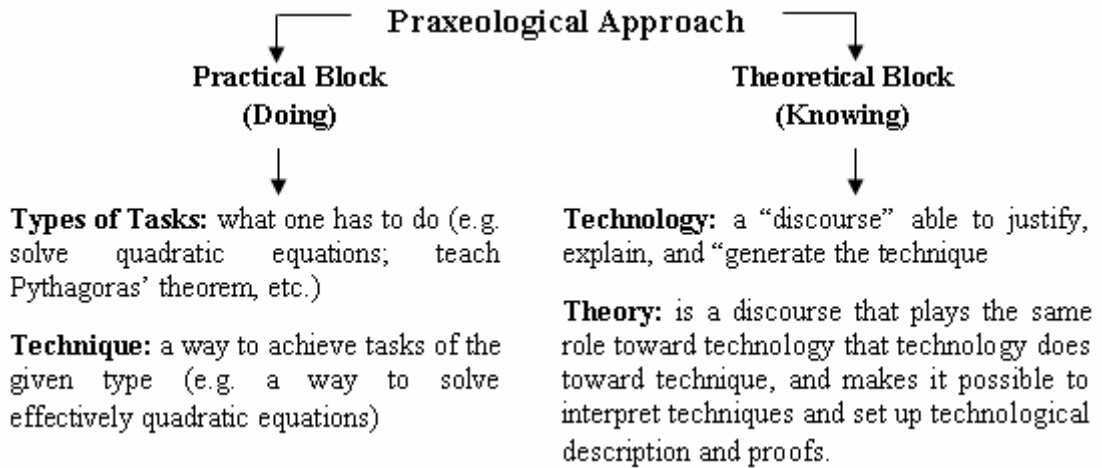 Praxeological Approach
Practical Block
(Doing)
Types of Tasks: what one has to do (e.g.
solve quadratic equations; teach
Pythagoras’ theorem, etc.)
Technique: a way to achieve tasks of the
given type (e.g. a way to solve
effectively quadratic equations)
Theoretical Block
(Knowing)
Technology: a “discourse” able to justify,
explain, and “generate the technique
Theory: is a discourse that plays the same
role toward technology that technology does
toward technique, and makes it possible to
interpret techniques and set up technological
description and proofs.